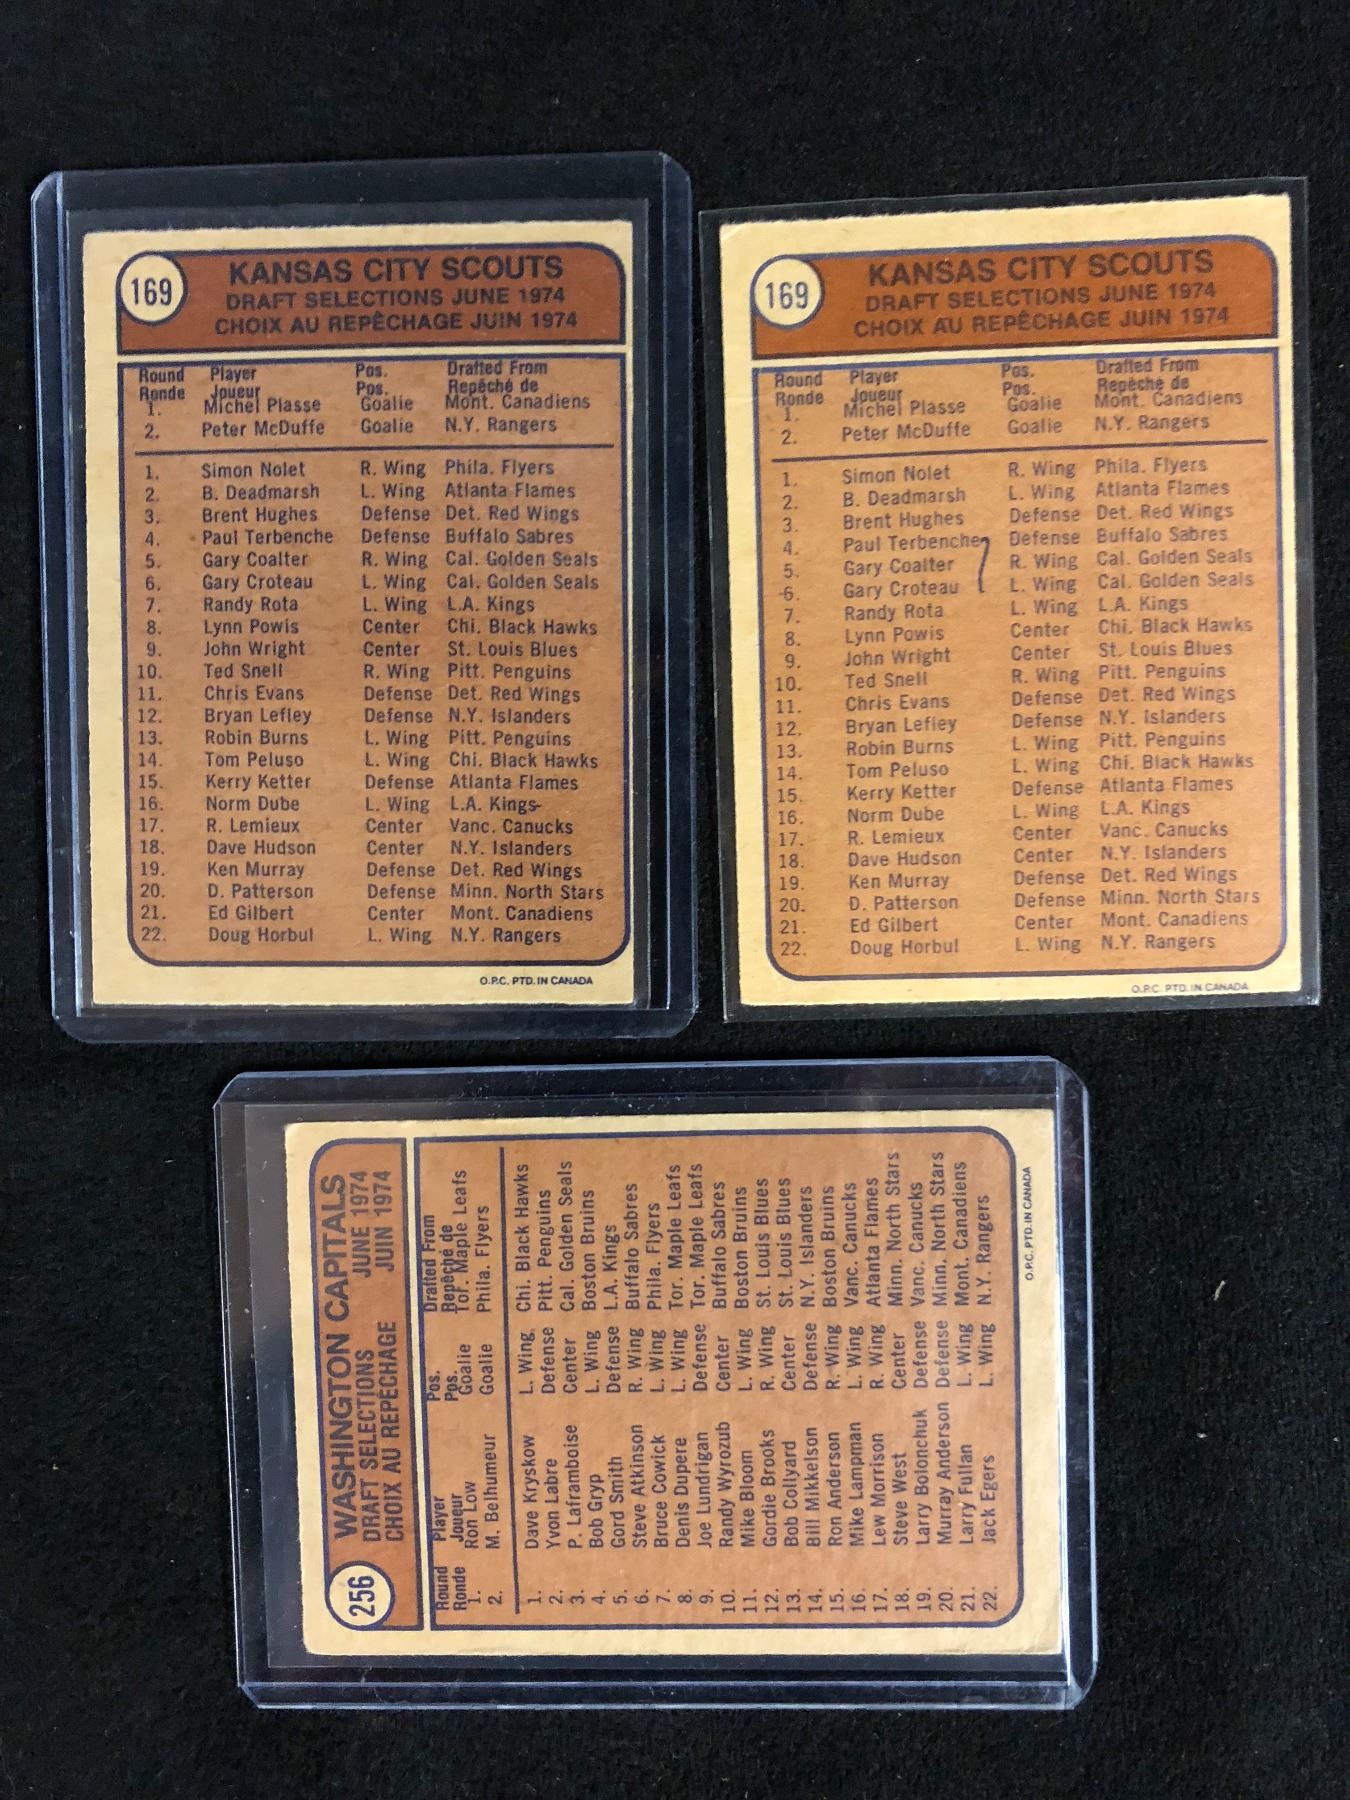 169
KANSAS CITY SCOUTS
DRAFT SELECTIONS JUNE 1974
CHOIX AU REPÊCHAGE JUIN 1974
Round Player Pos. Drafted From
Ronde Joueur Pos. Repêché de
1. Michel Plasse Goalie Mont. Canadiens
2. Peter McDuffe Goalie N.Y. Rangers
1. Simon Nolet R. Wing Phila. Flyers
2. B. Deadmarsh L. Wing Atlanta Flames
3. Brent Hughes Defense Det. Red Wings
4. Paul Terbenche Defense Buffalo Sabres
5. Gary Coalter R. Wing Cal. Golden Seals
6. Gary Croteau L. Wing Cal. Golden Seals
7. Randy Rota L. Wing L.A. Kings
8. Lynn Powis Center Chi. Black Hawks
9. John Wright Center St. Louis Blues
10. Ted Snell R. Wing Pitt. Penguins
11. Chris Evans Defense Det. Red Wings
12. Bryan Lefley Defense N.Y. Islanders
13. Robin Burns L. Wing Pitt. Penguins
14. Tom Peluso L. Wing Chi. Black Hawks
15. Kerry Ketter Defense Atlanta Flames
16. Norm Dube L. Wing L.A. Kings
17. R. Lemieux Center Vanc. Canucks
18. Dave Hudson Center N.Y. Islanders
19. Ken Murray Defense Det. Red Wings
20. D. Patterson Defense Minn. North Stars
21. Ed Gilbert Center Mont. Canadiens
22. Doug Horbul L. Wing N.Y. Rangers
O.P.C. PTD. IN CANADA
169
KANSAS CITY SCOUTS
DRAFT SELECTIONS JUNE 1974
CHOIX AU REPÊCHAGE JUIN 1974
Round Player Pos. Drafted From
Ronde Joueur Pos. Repêché de
1. Michel Plasse Goalie Mont. Canadiens
2. Peter McDuffe Goalie N.Y. Rangers
1. Simon Nolet R. Wing Phila. Flyers
2. B. Deadmarsh L. Wing Atlanta Flames
3. Brent Hughes Defense Det. Red Wings
4. Paul Terbenche Defense Buffalo Sabres
5. Gary Coalter R. Wing Cal. Golden Seals
6. Gary Croteau L. Wing Cal. Golden Seals
7. Randy Rota L. Wing L.A. Kings
8. Lynn Powis Center Chi. Black Hawks
9. John Wright Center St. Louis Blues
10. Ted Snell R. Wing Pitt. Penguins
11. Chris Evans Defense Det. Red Wings
12. Bryan Lefley Defense N.Y. Islanders
13. Robin Burns L. Wing Pitt. Penguins
14. Tom Peluso L. Wing Chi. Black Hawks
15. Kerry Ketter Defense Atlanta Flames
16. Norm Dube L. Wing L.A. Kings
17. R. Lemieux Center Vanc. Canucks
18. Dave Hudson Center N.Y. Islanders
19. Ken Murray Defense Det. Red Wings
20. D. Patterson Defense Minn. North Stars
21. Ed Gilbert Center Mont. Canadiens
22. Doug Horbul L. Wing N.Y. Rangers
O.P.C. PTD. IN CANADA
256
WASHINGTON CAPITALS
DRAFT SELECTIONS JUNE 1974
CHOIX AU REPÊCHAGE JUIN 1974
Round Player Pos. Drafted From
Ronde Joueur Pos. Repêché de
1. Ron Low Goalie Tor. Maple Leafs
2. M. Belhumeur Goalie Phila. Flyers
1. Dave Kryskow L. Wing Chi. Black Hawks
2. Yvon Labre Defense Pitt. Penguins
3. P. Laframboise Center Cal. Golden Seals
4. Bob Gryp L. Wing Boston Bruins
5. Gord Smith Defense L.A. Kings
6. Steve Atkinson R. Wing Buffalo Sabres
7. Bruce Cowick L. Wing Phila. Flyers
8. Denis Dupere L. Wing Tor. Maple Leafs
9. Joe Lundrigan Defense Tor. Maple Leafs
10. Randy Wyrozub Center Buffalo Sabres
11. Mike Bloom L. Wing Boston Bruins
12. Gordie Brooks R. Wing St. Louis Blues
13. Bob Collyard Center St. Louis Blues
14. Bill Mikkelson Defense N.Y. Islanders
15. Ron Anderson R. Wing Boston Bruins
16. Mike Lampman L. Wing Vanc. Canucks
17. Lew Morrison R. Wing Atlanta Flames
18. Steve West Center Minn. North Stars
19. Larry Bolonchuk Defense Vanc. Canucks
20. Murray Anderson Defense Minn. North Stars
21. Larry Fullan L. Wing Mont. Canadiens
22. Jack Egers L. Wing N.Y. Rangers
O.P.C. PTD. IN CANADA